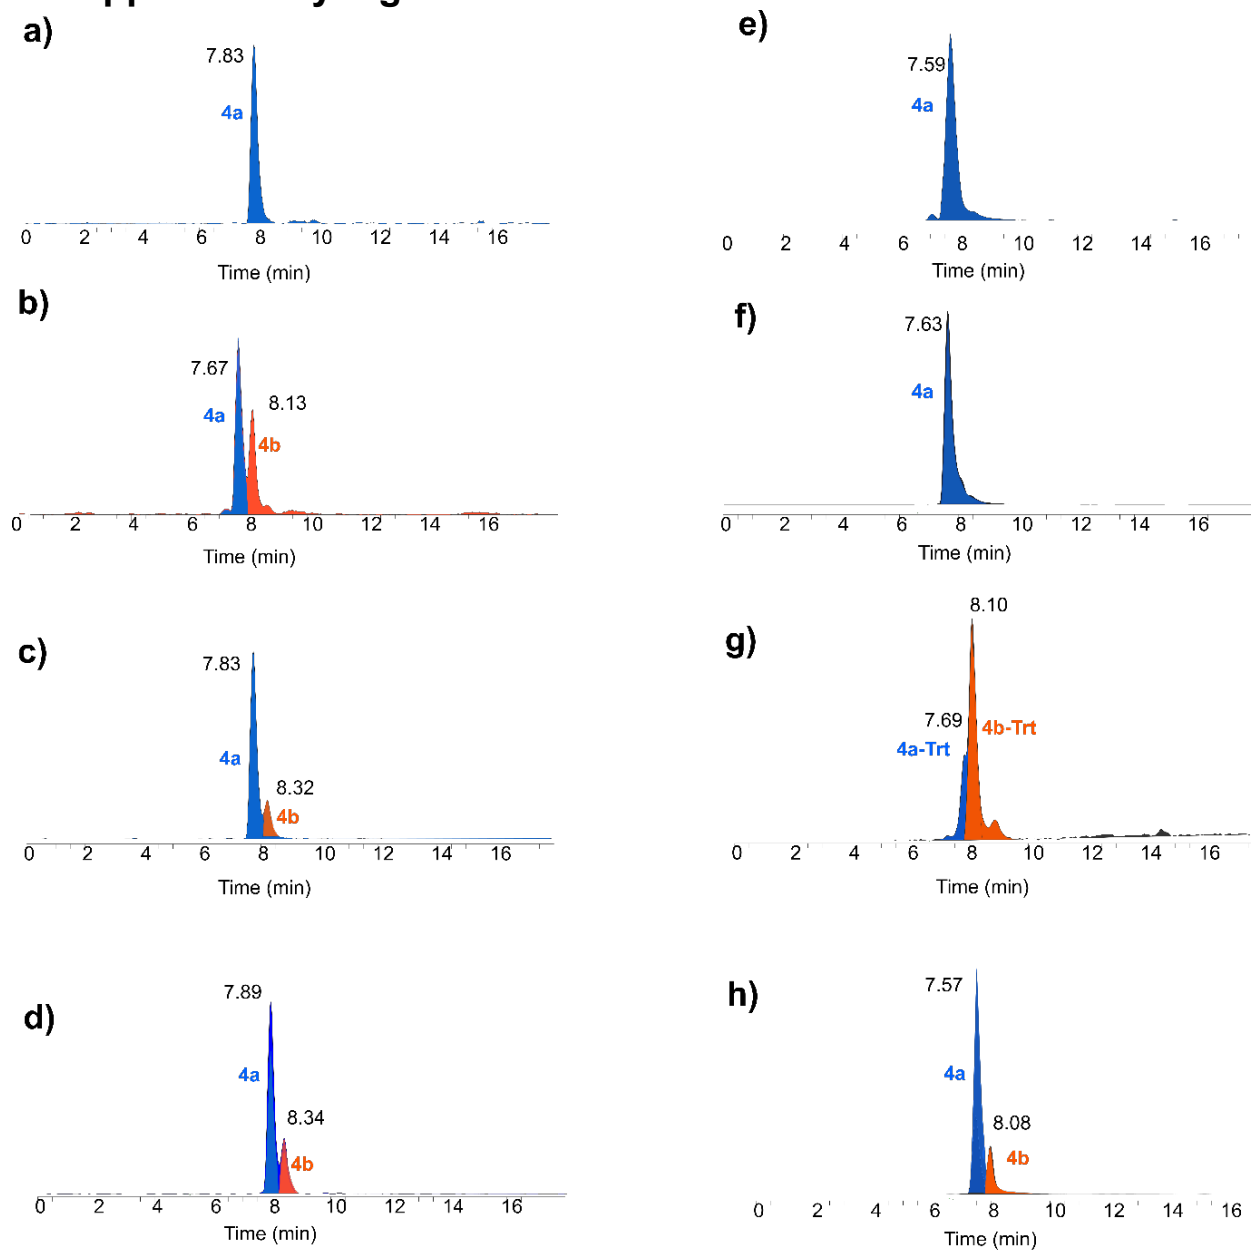 a)
7.83
4a
0 2 4 6 8 10 12 14 16
Time (min)
b)
7.67
4a
8.13
4b
0 2 4 6 8 10 12 14 16
Time (min)
c)
7.83
4a
8.32
4b
0 2 4 6 8 10 12 14 16
Time (min)
d)
7.89
4a
8.34
4b
0 2 4 6 8 10 12 14 16
Time (min)
e)
7.59
4a
0 2 4 6 8 10 12 14 16
Time (min)
f)
7.63
4a
0 2 4 6 8 10 12 14 16
Time (min)
g)
8.10
7.69
4b-Trt
4a-Trt
0 2 4 6 8 10 12 14 16
Time (min)
h)
7.57
4a
8.08
4b
0 2 4 6 8 10 12 14 16
Time (min)